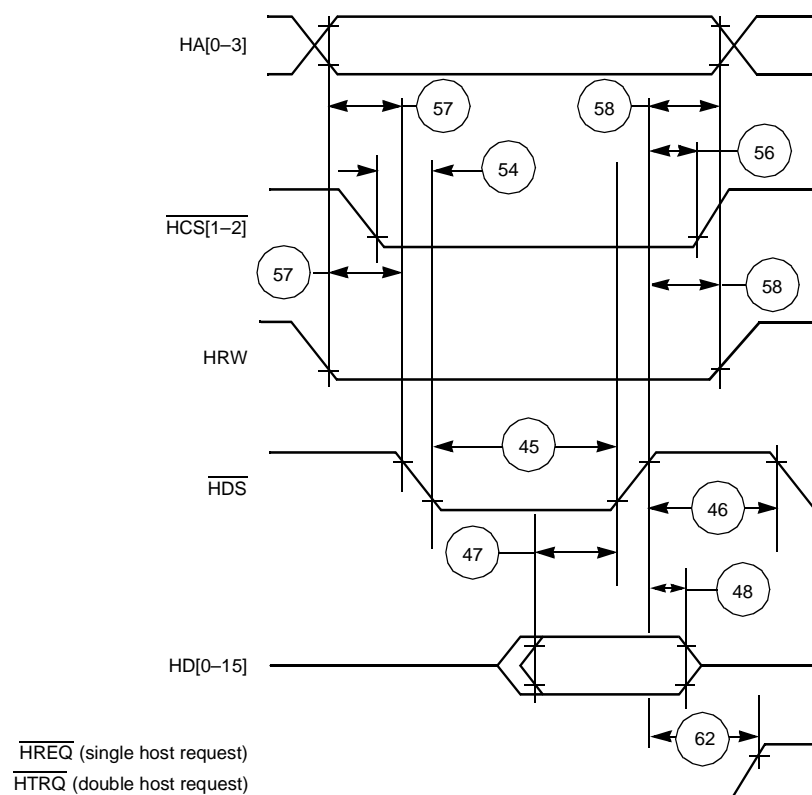 HA[0–3]
57
58
56
54
HCS[1–2]
57
58
HRW
45
HDS
46
47
48
HD[0–15]
62
HREQ (single host request)
HTRQ (double host request)